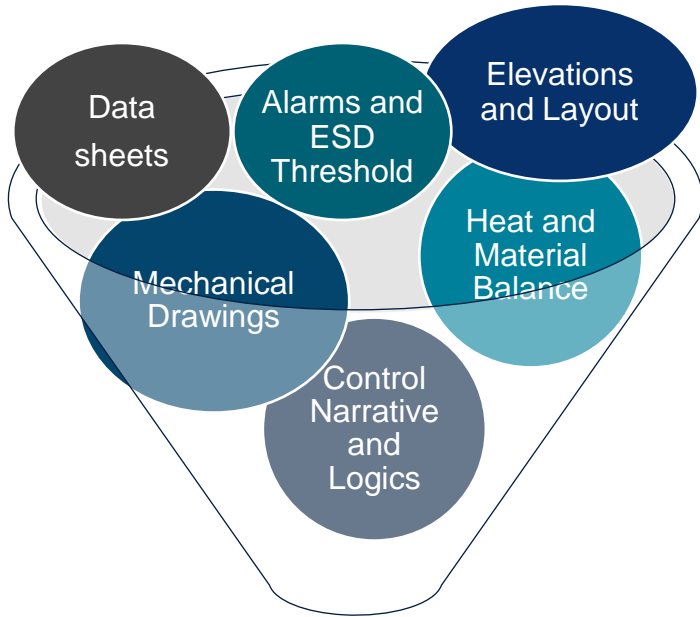 Data
sheets
Alarms and
ESD
Threshold
Elevations
and Layout
Mechanical
Drawings
Heat and
Material
Balance
Control
Narrative
and
Logics